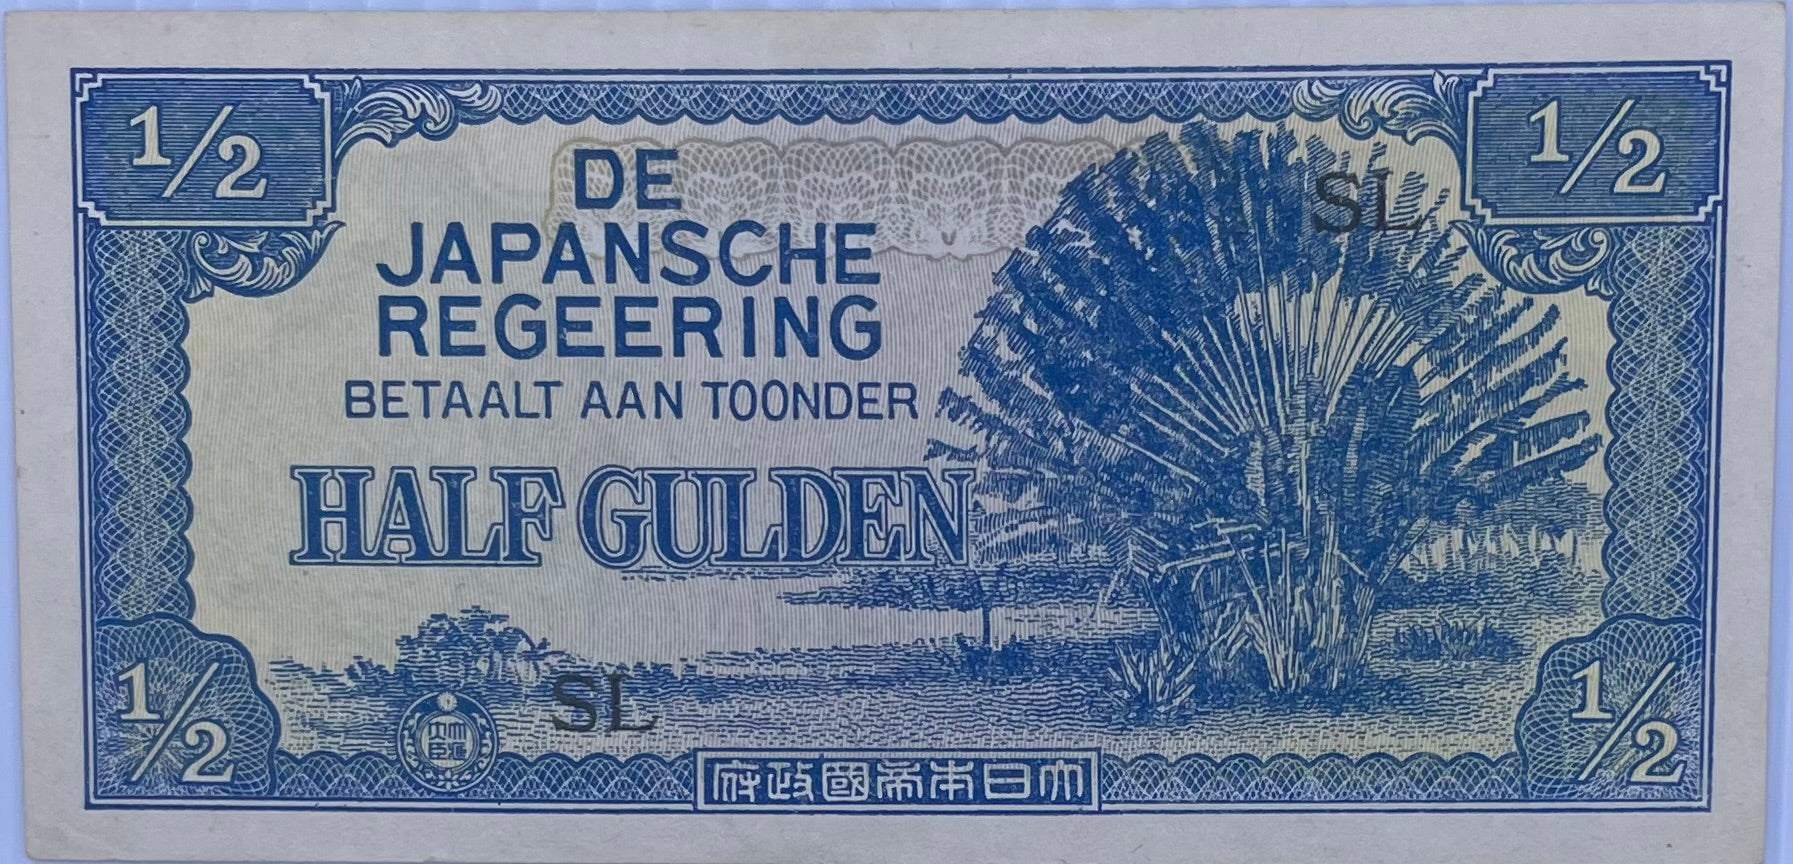 1/2
1/2
DE
JAPANSCHE
REGEERING
BETAALT AAN TOONDER
HALF GULDEN
SL
SL
1/2
1/2
府政國帝本日大